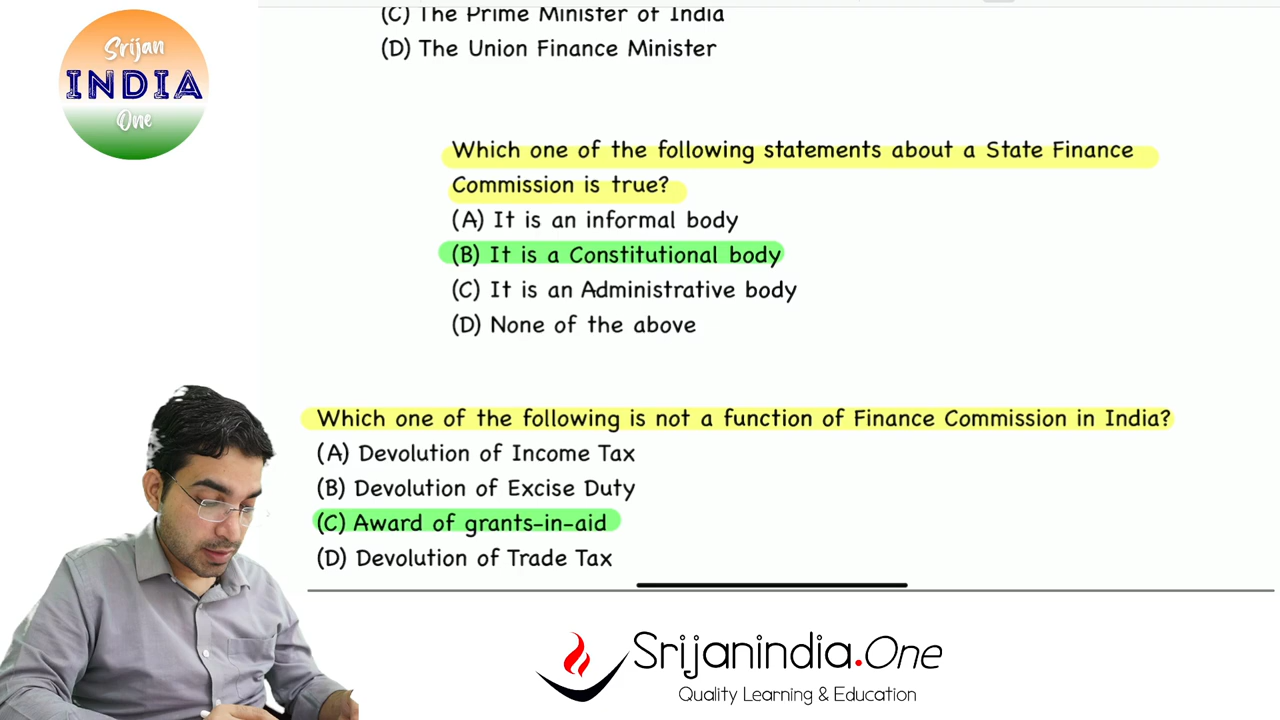 Srijan
INDIA
One
(C) The Prime Minister of India
(D) The Union Finance Minister
Which one of the following statements about a State Finance
Commission is true?
(A) It is an informal body
(B) It is a Constitutional body
(C) It is an Administrative body
(D) None of the above
Which one of the following is not a function of Finance Commission in India?
(A) Devolution of Income Tax
(B) Devolution of Excise Duty
(C) Award of grants-in-aid
(D) Devolution of Trade Tax
Srijanindia.One
Quality Learning & Education